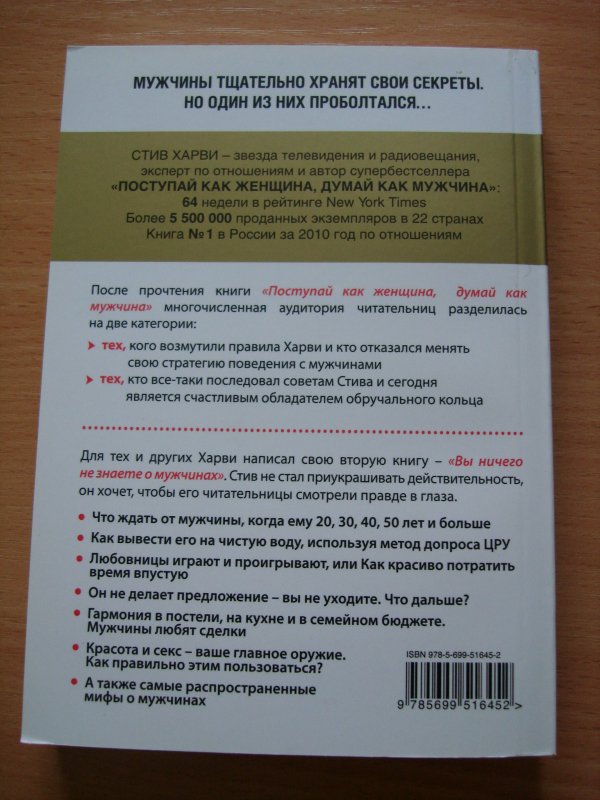 МУЖЧИНЫ ТЩАТЕЛЬНО ХРАНЯТ СВОИ СЕКРЕТЫ.
НО ОДИН ИЗ НИХ ПРОБОЛТАЛСЯ...
СТИВ ХАРВИ – звезда телевидения и радиовещания,
эксперт по отношениям и автор супербестселлера
«ПОСТУПАЙ КАК ЖЕНЩИНА, ДУМАЙ КАК МУЖЧИНА»:
64 недели в рейтинге New York Times
Более 5 500 000 проданных экземпляров в 22 странах
Книга №1 в России за 2010 год по отношениям
После прочтения книги «Поступай как женщина, думай как
мужчина» многочисленная аудитория читательниц разделилась
на две категории:
тех, кого возмутили правила Харви и кто отказался менять
свою стратегию поведения с мужчинами
тех, кто все-таки последовал советам Стива и сегодня
является счастливым обладателем обручального кольца
Для тех и других Харви написал свою вторую книгу – «Вы ничего
не знаете о мужчинах». Стив не стал приукрашивать действительность,
он хочет, чтобы его читательницы смотрели правде в глаза.
• Что ждать от мужчины, когда ему 20, 30, 40, 50 лет и больше
• Как вывести его на чистую воду, используя метод допроса ЦРУ
• Любовницы играют и проигрывают, или Как красиво потратить
время впустую
• Он не делает предложение – вы не уходите. Что дальше?
• Гармония в постели, на кухне и в семейном бюджете.
Мужчины любят сделки
• Красота и секс – ваше главное оружие.
Как правильно этим пользоваться?
• А также самые распространенные
мифы о мужчинах
ISBN 978-5-699-51645-2
9 785699 516452 >